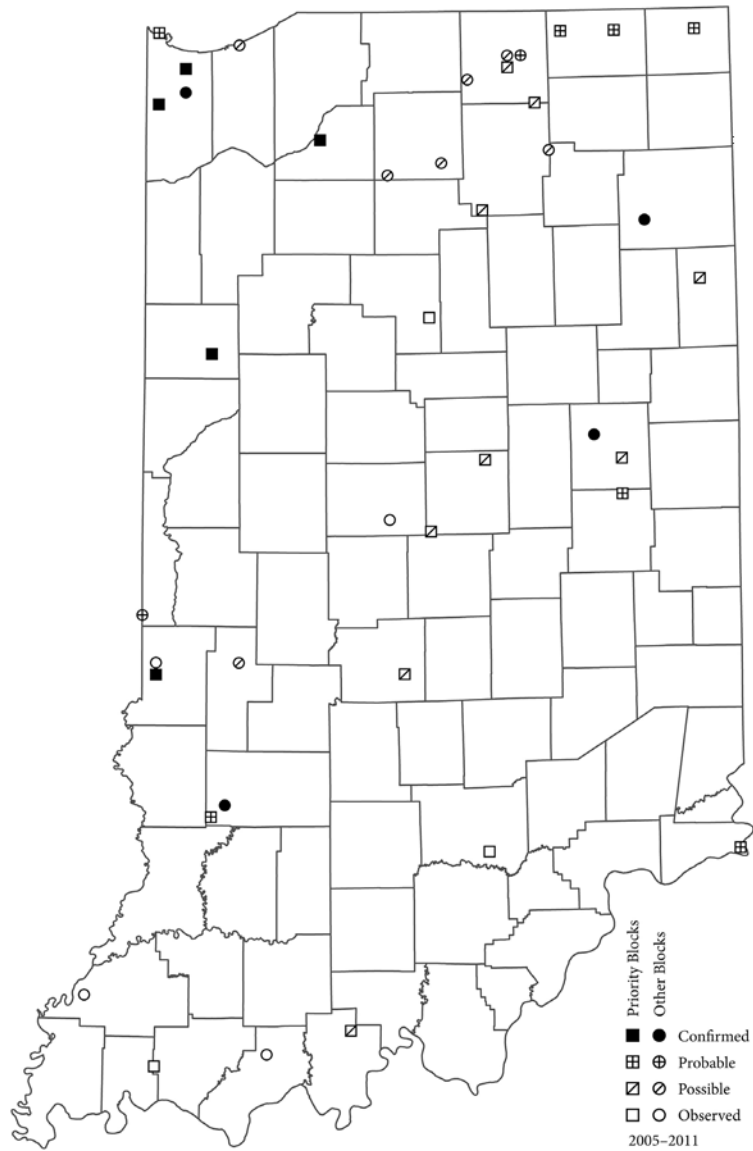 Priority Blocks
Other Blocks
Confirmed
Probable
Possible
Observed
2005–2011